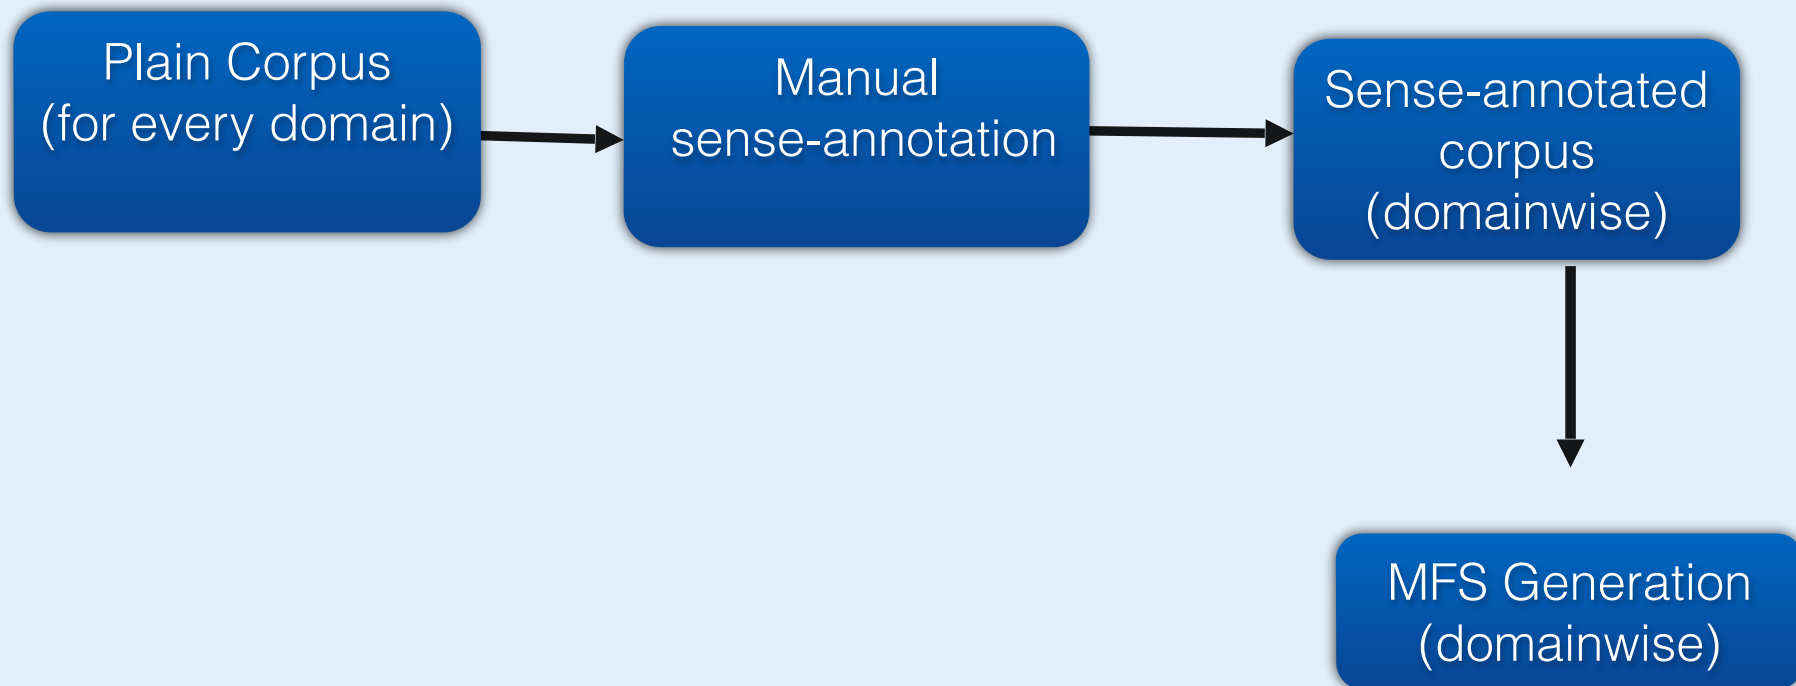 Plain Corpus
(for every domain)
Manual
sense-annotation
Sense-annotated
corpus
(domainwise)
MFS Generation
(domainwise)